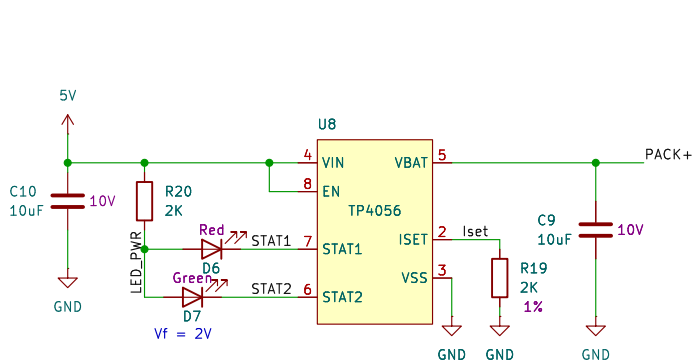 5V
U8
PACK+
4 VIN
VBAT 5
8 EN
C10
10uF
10V
R20
2K
TP4056
C9
10uF
10V
LED_PWR
Red
STAT1
7 STAT1
ISET 2
Iset
D6
VSS 3
R19
2K
1%
Green
STAT2
6 STAT2
D7
Vf = 2V
GND
GND
GND
GND